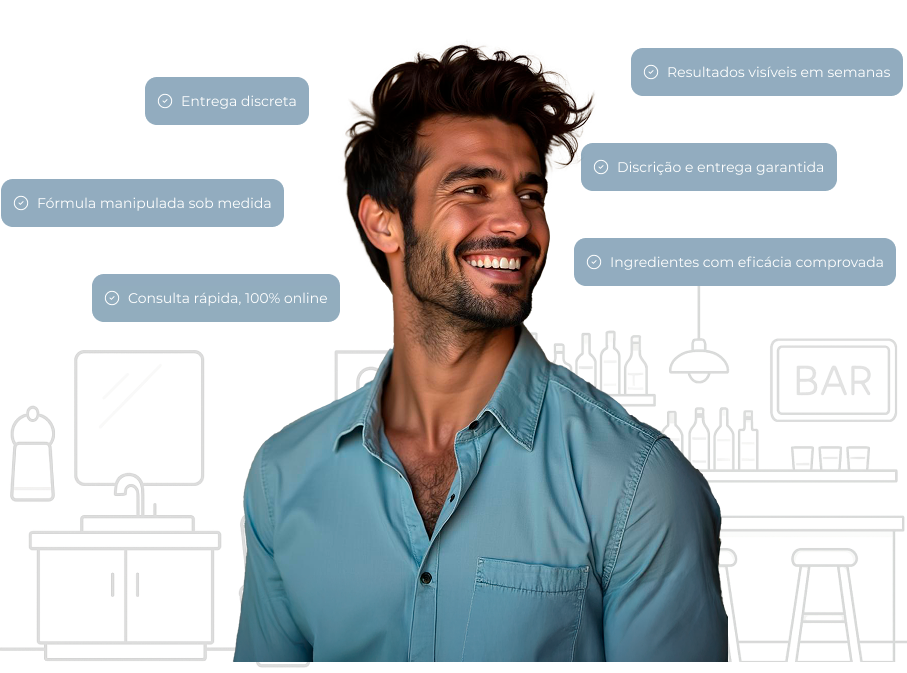 Resultados visíveis em semanas
Entrega discreta
Discrição e entrega garantida
Fórmula manipulada sob medida
Ingredientes com eficácia comprovada
Consulta rápida, 100% online
BAR